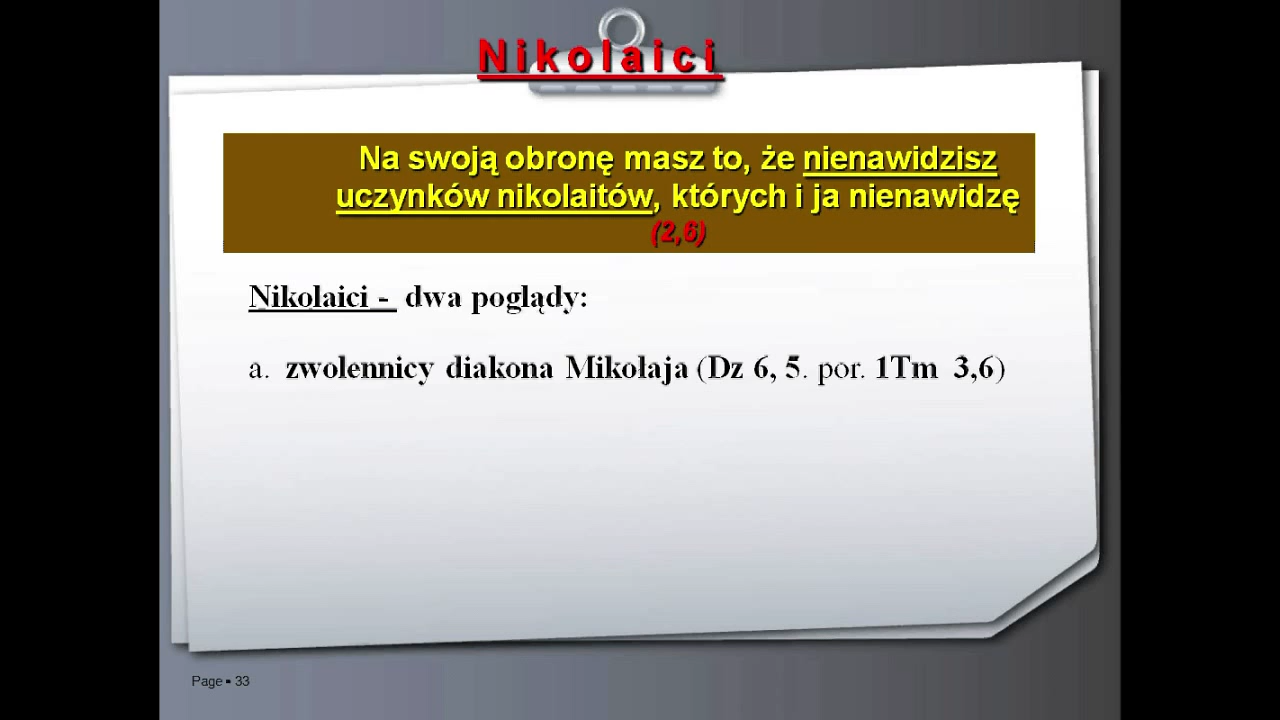 Nikolaici
Na swoją obronę masz to, że nienawidzisz
uczynków nikolaitów, których i ja nienawidzę
(2,6)
Nikolaici - dwa poglądy:
a. zwolennicy diakona Mikołaja (Dz 6, 5. por. 1Tm 3,6)
Page ▪ 33